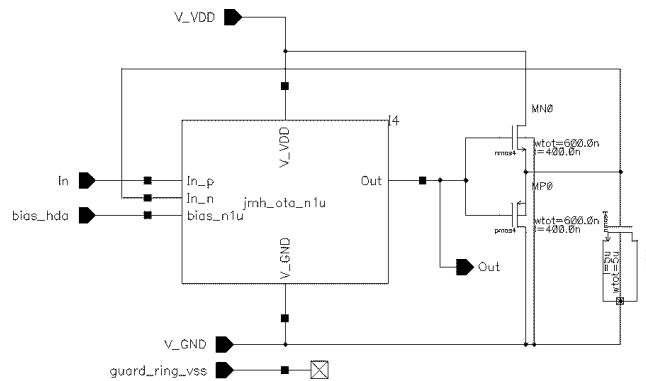 V_VDD
I4
MN0
V_VDD
wtot=600.0n
l=400.0n
nmos4
In
In_p
Out
In_n
jmh_ota_n1u
MP0
bias_hda
bias_n1u
wtot=600.0n
l=400.0n
pmos4
V_GND
Out
l=5u
wtot=5u
V_GND
guard_ring_vss